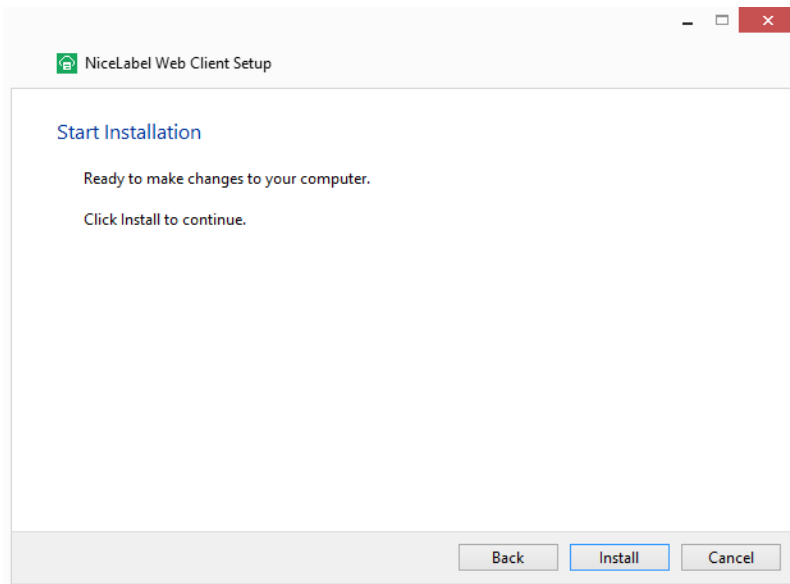 NiceLabel Web Client Setup
Start Installation
Ready to make changes to your computer.
Click Install to continue.
Back Install Cancel